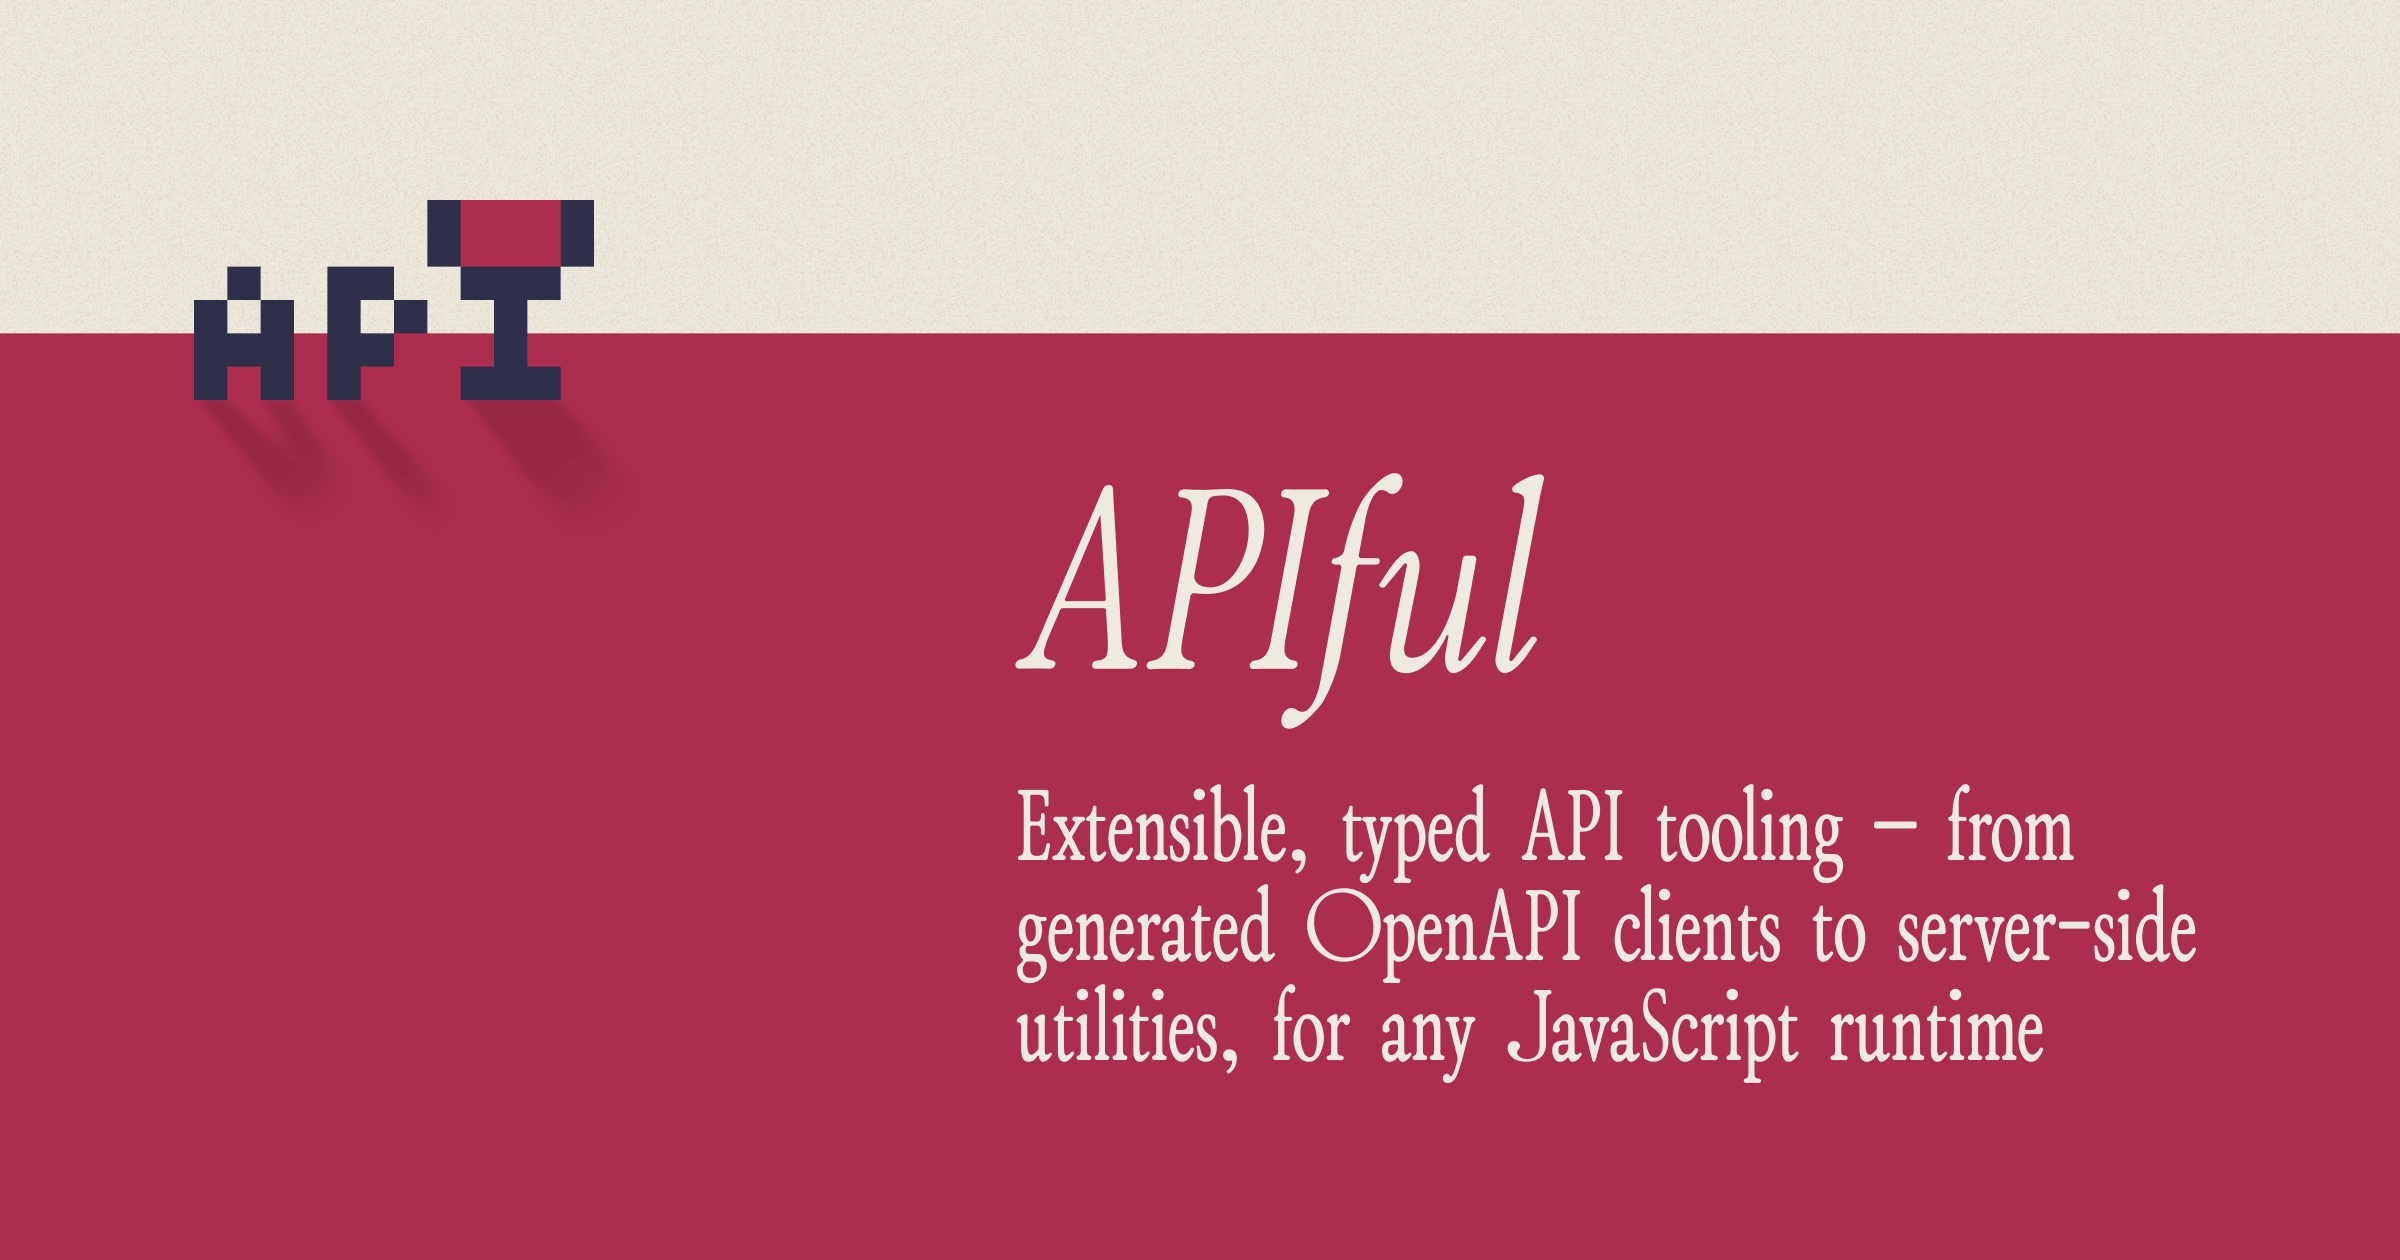 API
APIful
Extensible, typed API tooling – from
generated OpenAPI clients to server-side
utilities, for any JavaScript runtime